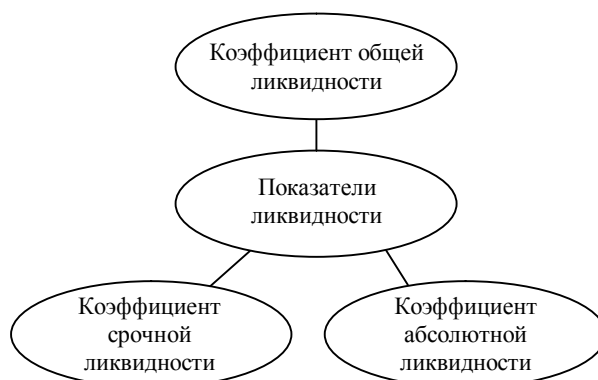 Коэффициент общей
ликвидности
Показатели
ликвидности
Коэффициент
срочной
ликвидности
Коэффициент
абсолютной
ликвидности